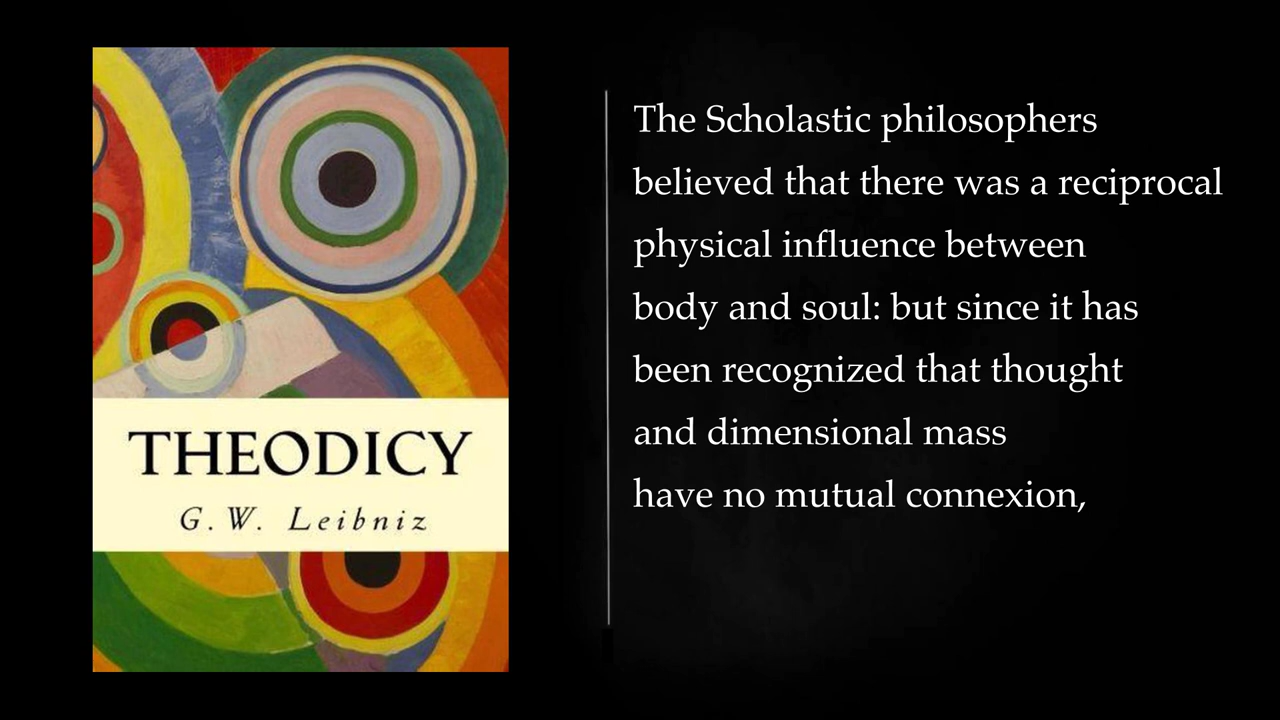 THEODICY
G. W. Leibniz
The Scholastic philosophers
believed that there was a reciprocal
physical influence between
body and soul: but since it has
been recognized that thought
and dimensional mass
have no mutual connexion,